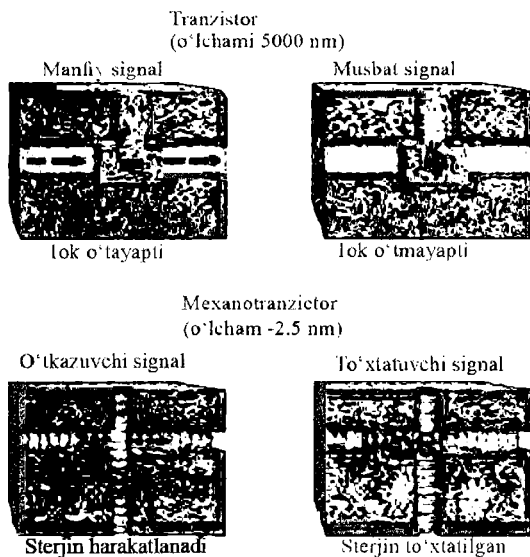 Tranzistor
(o‘lchami 5000 nm)
Manfiy signal
Musbat signal
Tok o‘tayapti
Tok o‘tmayapti
Mexanotranzictor
(o‘lcham -2.5 nm)
O‘tkazuvchi signal
To‘xtatuvchi signal
Sterjin harakatlanadi
Sterjin to‘xtatilgan